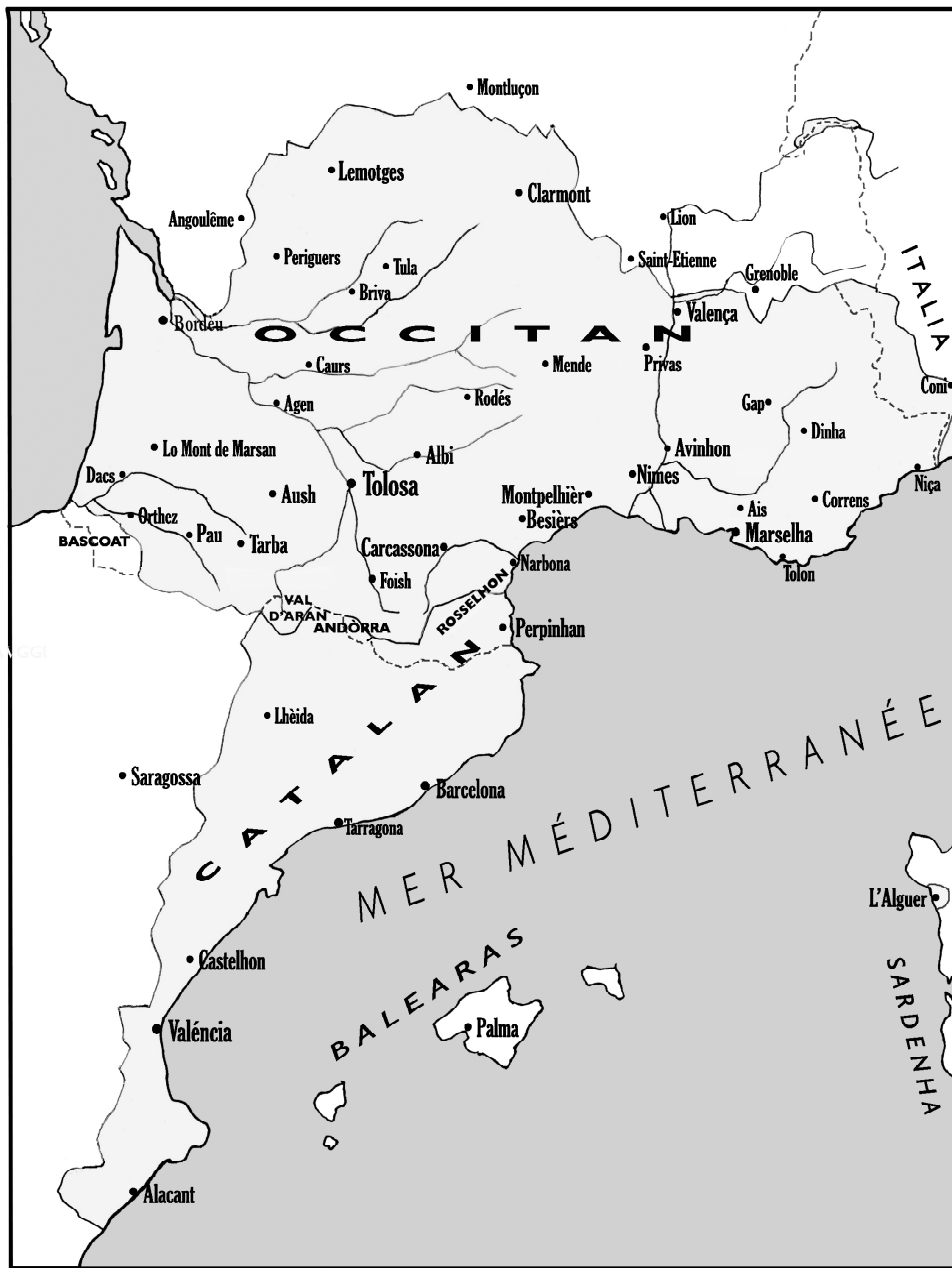 Montluçon
Lemotges
Clarmont
Angoulême
Lion
Periguers
Tula
Saint-Etienne
Grenoble
ITALIA
Briva
Valença
Bordèu
OCCITAN
Caurs
Mende
Privas
Coni
Agen
Rodés
Gap
Dinha
Lo Mont de Marsan
Albi
Avinhon
Dacs
Tolosa
Nimes
Niça
Aush
Montpelhièr
Correns
Orthez
Besièrs
Ais
BASCOAT
Pau
Tarba
Carcassona
Marselha
Narbona
Tolon
Foish
VAL
D'ARAN
ANDÒRRA
ROSSELHON
Perpinhan
CATALAN
Lhèida
Saragossa
Barcelona
Tarragona
MER MÉDITERRANÉE
L'Alguer
Castelhon
BALEARAS
SARDENHA
Valéncia
Palma
Alacant